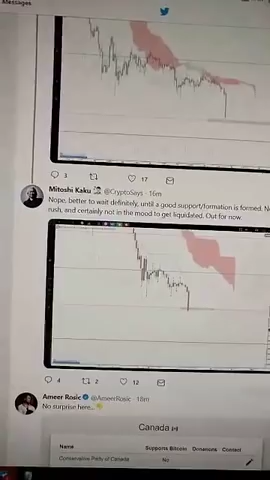 Messages
3
17
Mitoshi Kaku @CryptoSays · 16m
Nope, better to wait definitely, until a good support/formation is formed. N
rush, and certainly not in the mood to get liquidated. Out for now.
4 2 12
Ameer Rosic @AmeerRosic · 18m
No surprise here...👇
Canada
Name Supports Bitcoin Donations Contact
Conservative Party of Canada No